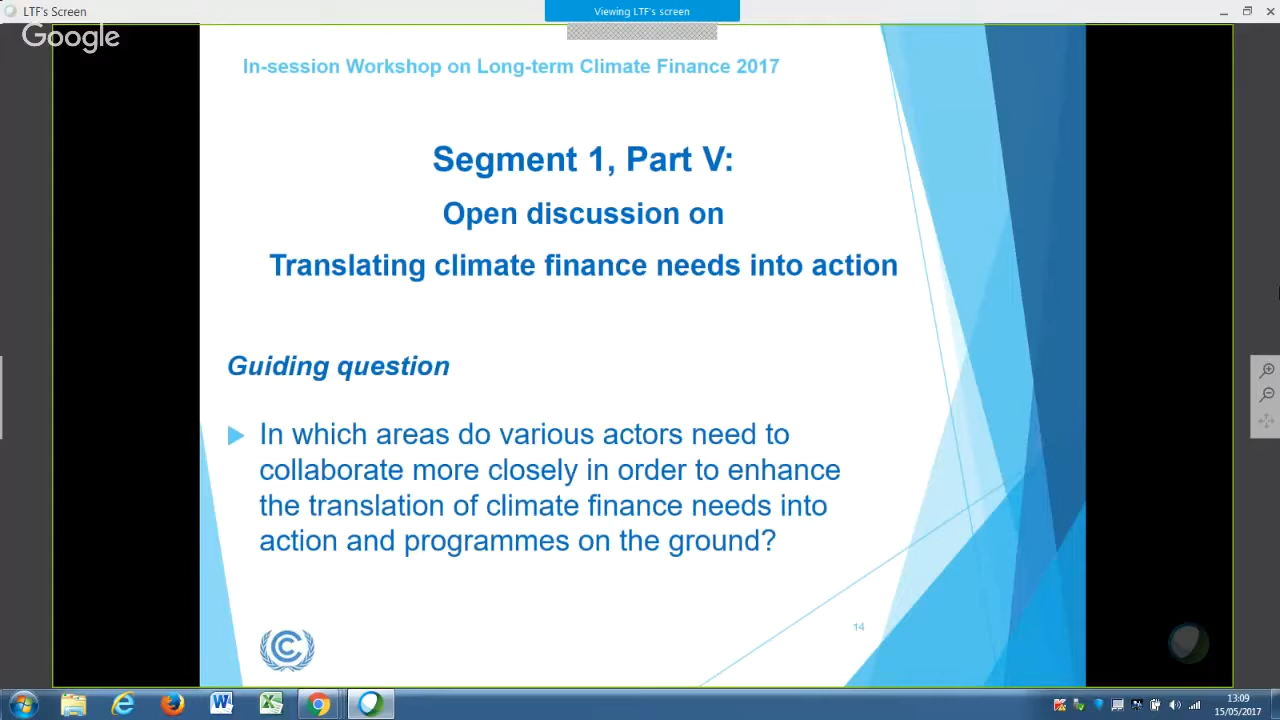 LTF's Screen
Viewing LTF's screen
Google
In-session Workshop on Long-term Climate Finance 2017
Segment 1, Part V:
Open discussion on
Translating climate finance needs into action
Guiding question
In which areas do various actors need to
collaborate more closely in order to enhance
the translation of climate finance needs into
action and programmes on the ground?
14
13:09
15/05/2017